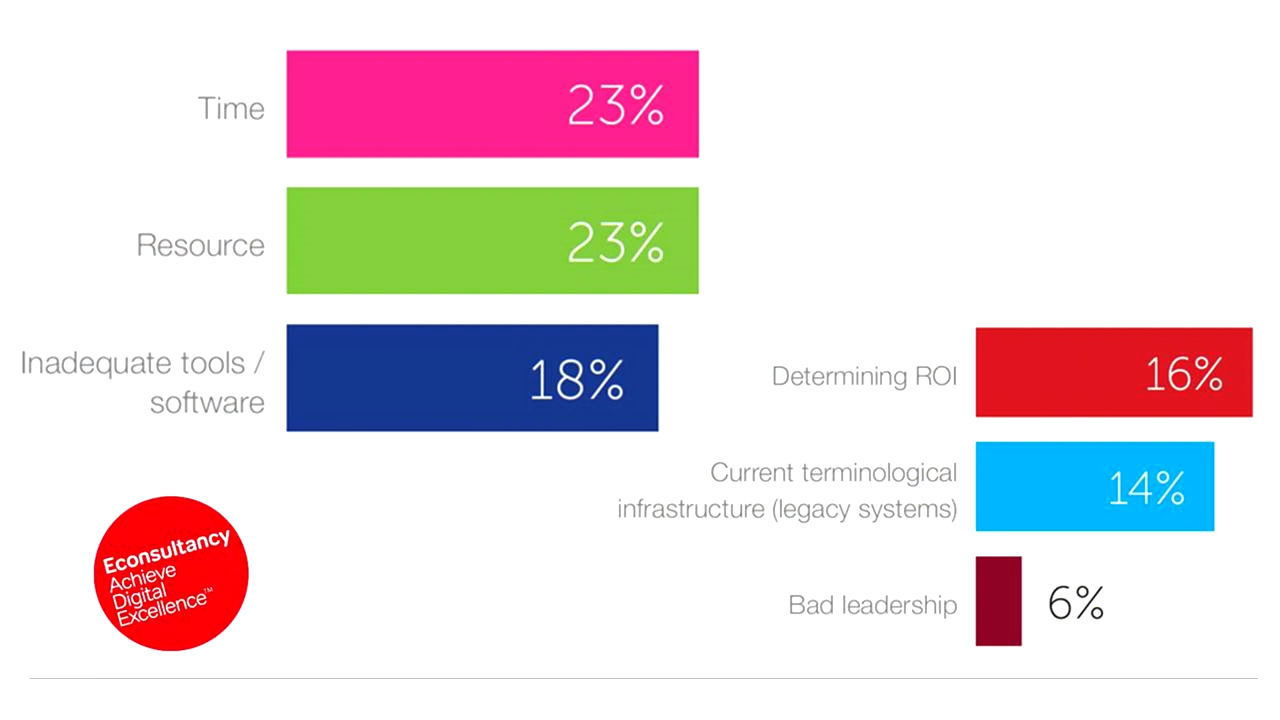 Time
23%
Resource
23%
Inadequate tools /
software
18%
Determining ROI
16%
Current terminological
infrastructure (legacy systems)
14%
Bad leadership
6%
Econsultancy
Achieve
Digital
Excellence™